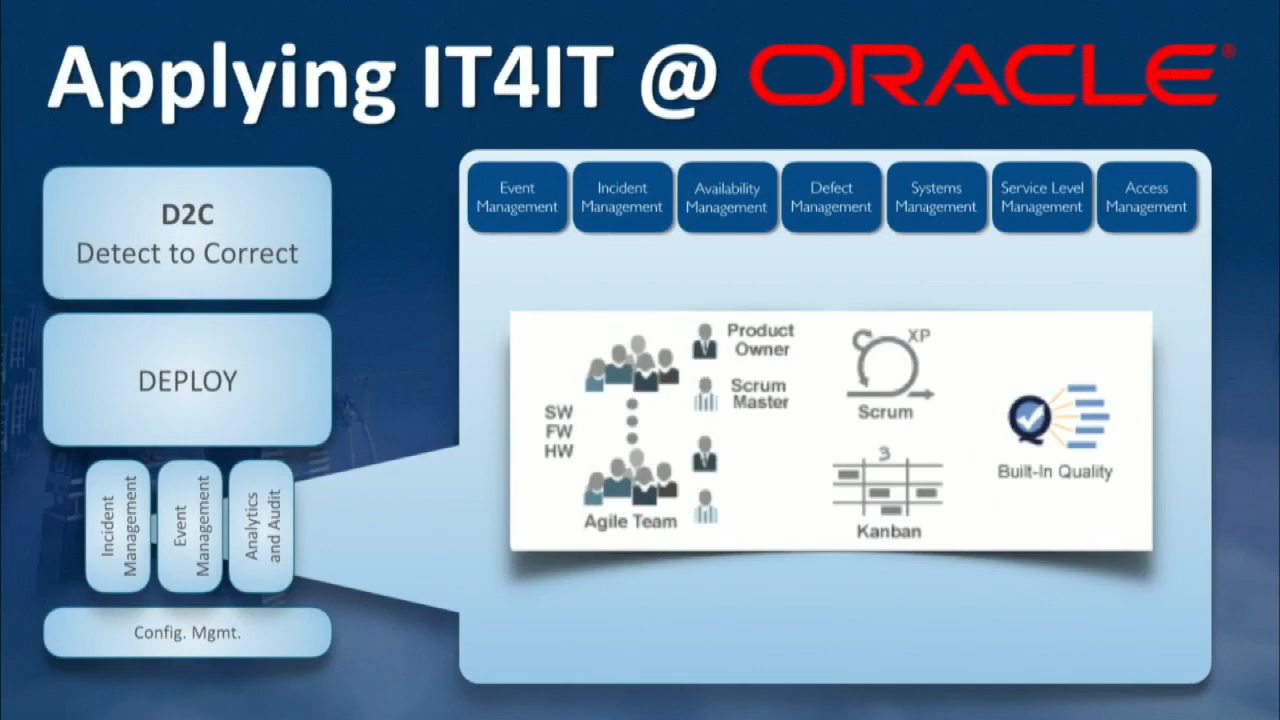 Applying IT4IT @ ORACLE®
D2C
Detect to Correct
DEPLOY
Incident
Management
Event
Management
Analytics
and Audit
Config. Mgmt.
Event
Management
Incident
Management
Availability
Management
Defect
Management
Systems
Management
Service Level
Management
Access
Management
SW
FW
HW
Agile Team
Product
Owner
Scrum
Master
XP
Scrum
3
Kanban
Built-In Quality